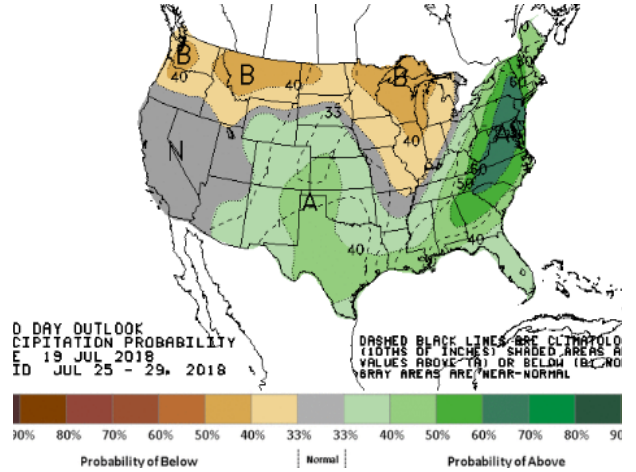 B
40
B
40
B
33
40
N
A
40
60
60
A
60
50
40
D DAY OUTLOOK
CIPITATION PROBABILITY
E 19 JUL 2018
ID JUL 25 - 29, 2018
DASHED BLACK LINES ARE CLIMATOLO
(10THS OF INCHES) SHADED AREAS A
VALUES ABOVE (A) OR BELOW (B) NO
GRAY AREAS ARE NEAR-NORMAL
90% 80% 70% 60% 50% 40% 33% 33% 40% 50% 60% 70% 80% 90
Probability of Below Normal Probability of Above